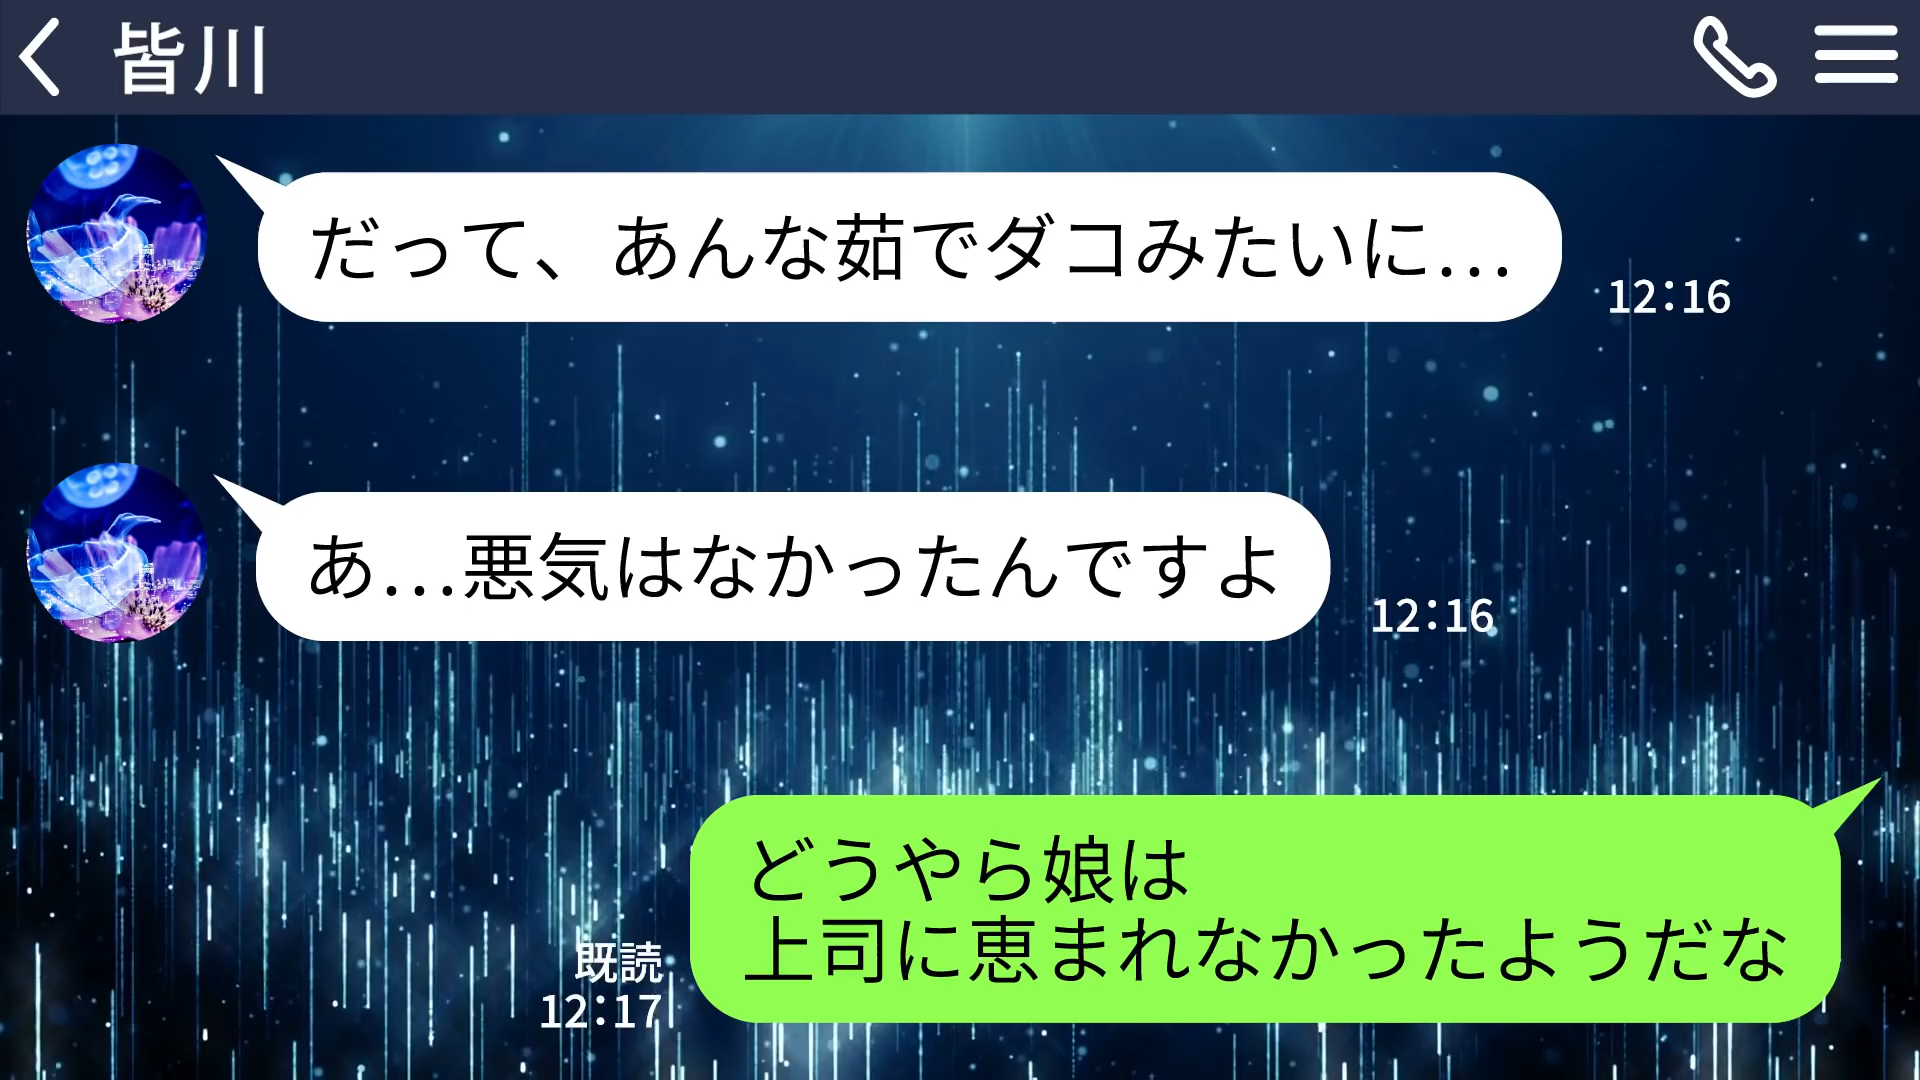 皆川
だって、あんな茹でダコみたいに…
12:16
あ…悪気はなかったんですよ
12:16
どうやら娘は
上司に恵まれなかったようだな
既読
12:17